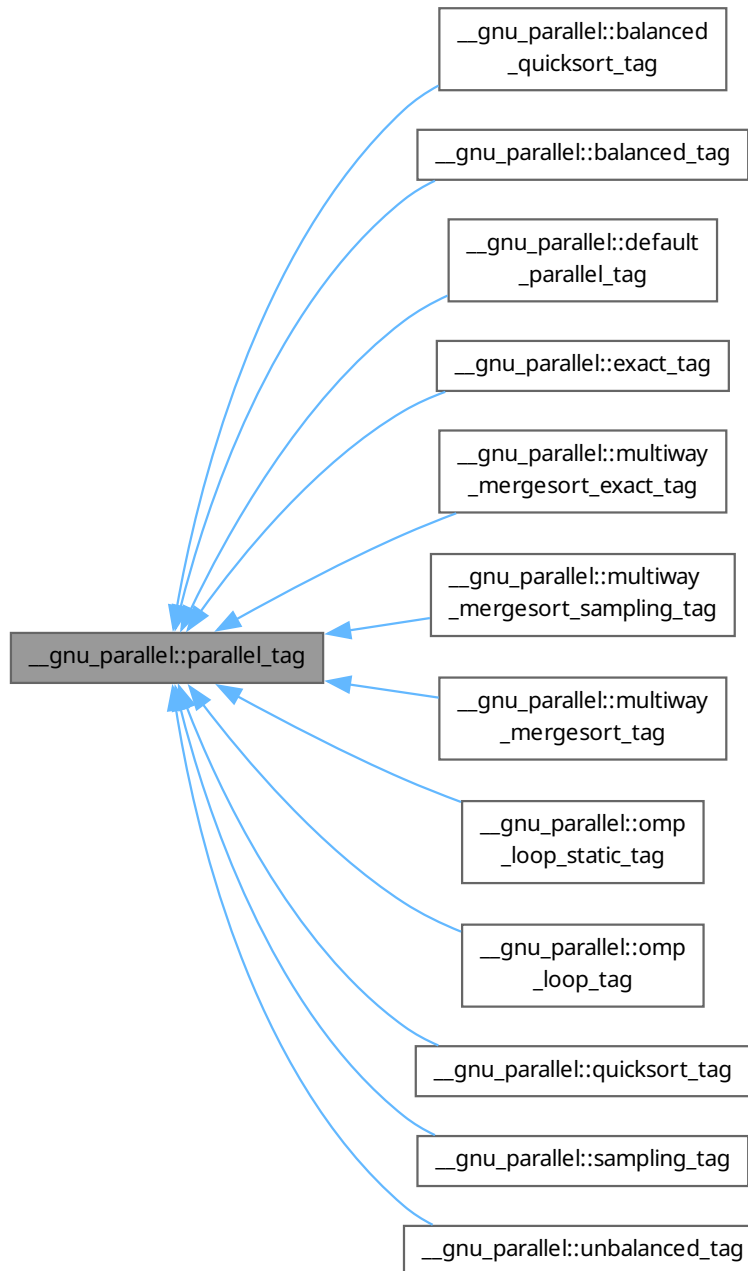 __gnu_parallel::balanced
_quicksort_tag
__gnu_parallel::balanced_tag
__gnu_parallel::default
_parallel_tag
__gnu_parallel::exact_tag
__gnu_parallel::multiway
_mergesort_exact_tag
__gnu_parallel::multiway
_mergesort_sampling_tag
__gnu_parallel::parallel_tag
__gnu_parallel::multiway
_mergesort_tag
__gnu_parallel::omp
_loop_static_tag
__gnu_parallel::omp
_loop_tag
__gnu_parallel::quicksort_tag
__gnu_parallel::sampling_tag
__gnu_parallel::unbalanced_tag